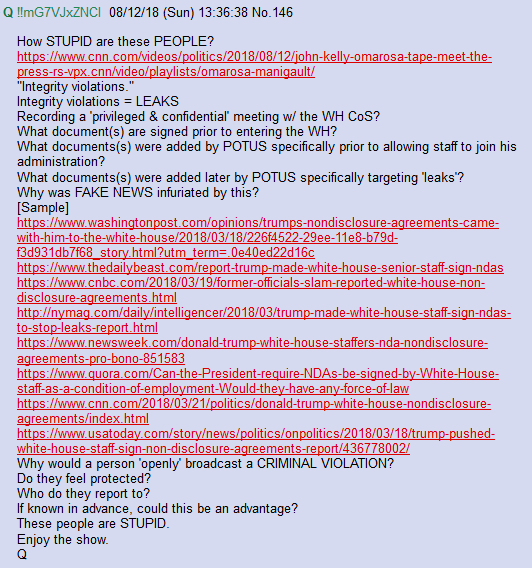 Q !!mG7VJxZNCI 08/12/18 (Sun) 13:36:38 No.146
How STUPID are these PEOPLE?
https://www.cnn.com/videos/politics/2018/08/12/john-kelly-omarosa-tape-meet-the-
press-rs-vpx.cnn/video/playlists/omarosa-manigault/
"Integrity violations."
Integrity violations = LEAKS
Recording a 'privileged & confidential' meeting w/ the WH CoS?
What document(s) are signed prior to entering the WH?
What documents(s) were added by POTUS specifically prior to allowing staff to join his
administration?
What documents(s) were added later by POTUS specifically targeting 'leaks'?
Why was FAKE NEWS infuriated by this?
[Sample]
https://www.washingtonpost.com/opinions/trumps-nondisclosure-agreements-came-
with-him-to-the-white-house/2018/03/18/226f4522-29ee-11e8-b79d-
f3d931db7f68_story.html?utm_term=.0e40ed22d16c
https://www.thedailybeast.com/report-trump-made-white-house-senior-staff-sign-ndas
https://www.cnbc.com/2018/03/19/former-officials-slam-reported-white-house-non-
disclosure-agreements.html
http://nymag.com/daily/intelligencer/2018/03/trump-made-white-house-staff-sign-ndas-
to-stop-leaks-report.html
https://www.newsweek.com/donald-trump-white-house-staffers-nda-nondisclosure-
agreements-pro-bono-851583
https://www.quora.com/Can-the-President-require-NDAs-be-signed-by-White-House-
staff-as-a-condition-of-employment-Would-they-have-any-force-of-law
https://www.cnn.com/2018/03/21/politics/donald-trump-white-house-nondisclosure-
agreements/index.html
https://www.usatoday.com/story/news/politics/onpolitics/2018/03/18/trump-pushed-
white-house-staff-sign-non-disclosure-agreements-report/436778002/
Why would a person 'openly' broadcast a CRIMINAL VIOLATION?
Do they feel protected?
Who do they report to?
If known in advance, could this be an advantage?
These people are STUPID.
Enjoy the show.
Q